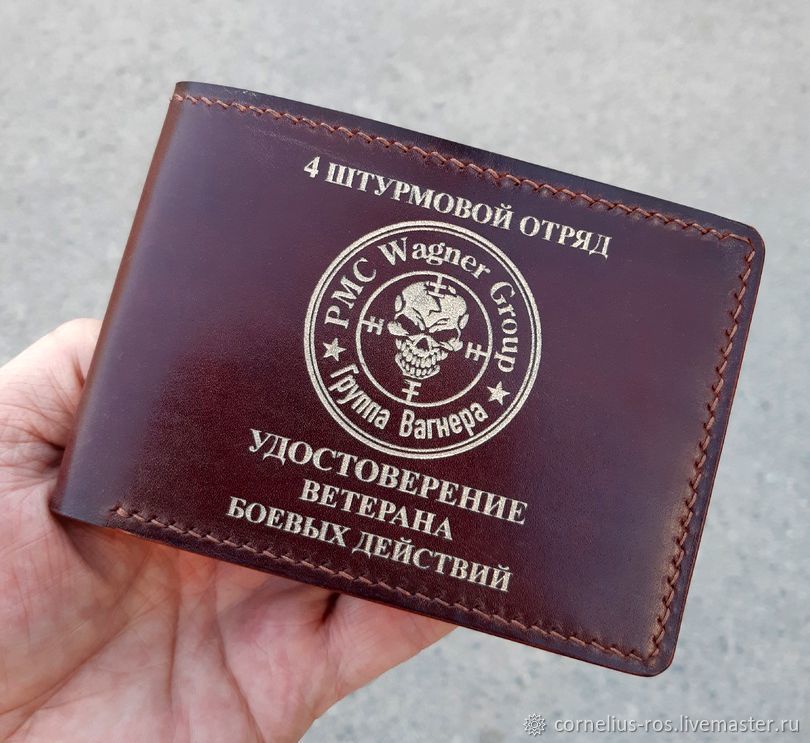 4 ШТУРМОВОЙ ОТРЯД
PMC Wagner Group
Группа Вагнера
УДОСТОВЕРЕНИЕ
ВЕТЕРАНА
БОЕВЫХ ДЕЙСТВИЙ
cornelius-ros.livemaster.ru